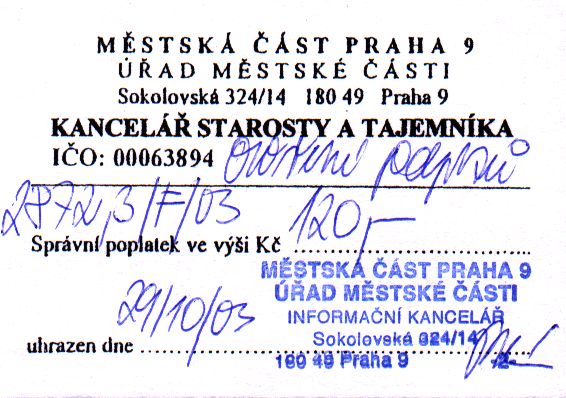 MĚSTSKÁ ČÁST PRAHA 9
ÚŘAD MĚSTSKÉ ČÁSTI
Sokolovská 324/14 180 49 Praha 9
KANCELÁŘ STAROSTY A TAJEMNÍKA
IČO: 00063894 ověření podpisů
2872,3/F/03 120,-
Správní poplatek ve výši Kč
MĚSTSKÁ ČÁST PRAHA 9
ÚŘAD MĚSTSKÉ ČÁSTI
29/10/03 INFORMAČNÍ KANCELÁŘ
Sokolovská 324/14
uhrazen dne
180 49 Praha 9 -2-